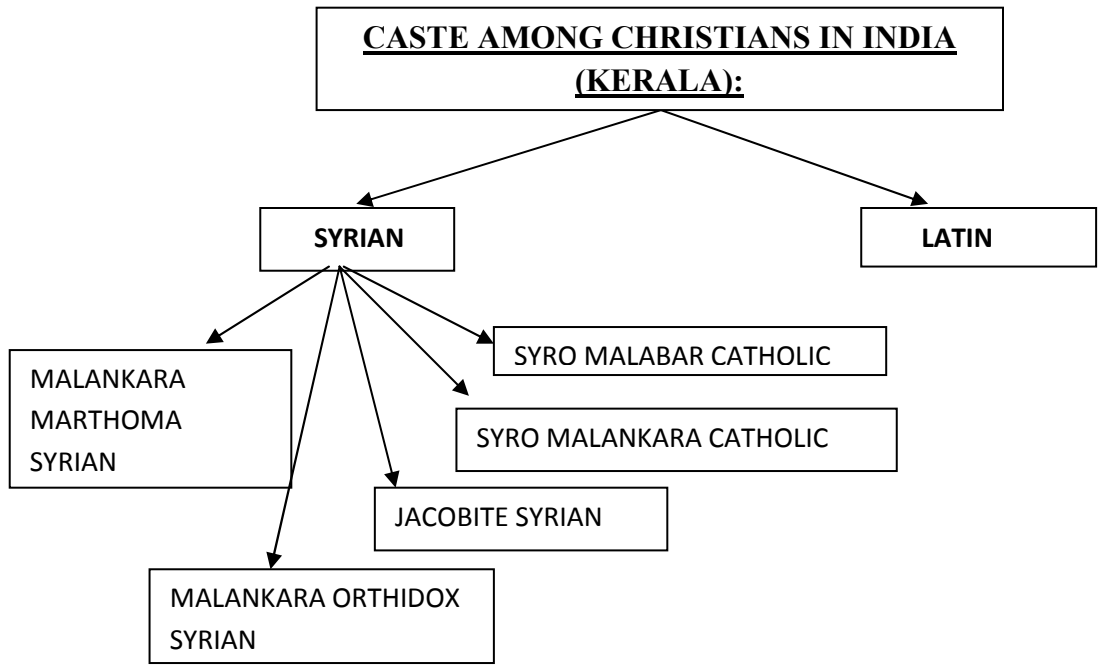 CASTE AMONG CHRISTIANS IN INDIA
(KERALA):
SYRIAN
LATIN
SYRO MALABAR CATHOLIC
MALANKARA
MARTHOMA
SYRIAN
SYRO MALANKARA CATHOLIC
JACOBITE SYRIAN
MALANKARA ORTHIDOX
SYRIAN